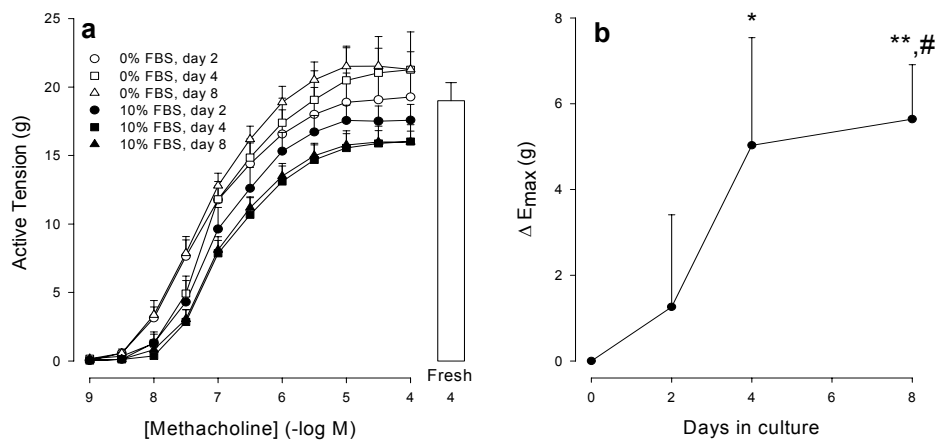 a
0% FBS, day 2
0% FBS, day 4
0% FBS, day 8
10% FBS, day 2
10% FBS, day 4
10% FBS, day 8
Active Tension (g)
25
20
15
10
5
0
9 8 7 6 5 4
[Methacholine] (-log M)
Fresh
4
b
*
**,#
Δ Emax (g)
8
6
4
2
0
0 2 4 6 8
Days in culture